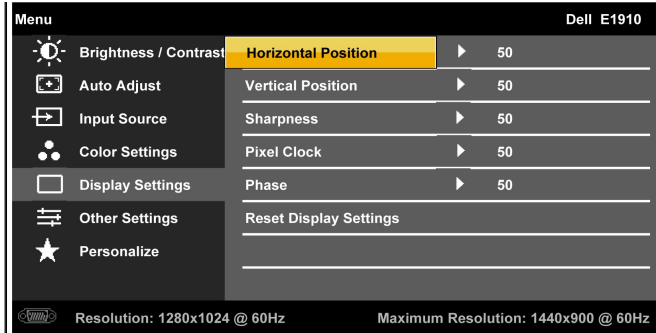 Menu Dell E1910
Brightness / Contrast Horizontal Position 50
Auto Adjust Vertical Position 50
Input Source Sharpness 50
Color Settings Pixel Clock 50
Display Settings Phase 50
Other Settings Reset Display Settings
Personalize
Resolution: 1280x1024 @ 60Hz Maximum Resolution: 1440x900 @ 60Hz